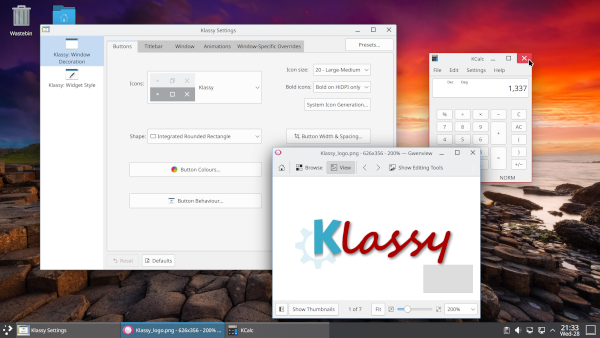 Wastebin
Klassy Settings
Klassy: Window
Decoration
Klassy: Widget Style
Buttons
Titlebar
Window
Animations
Window-Specific Overrides
Presets...
Icons:
Klassy
Icon size:
20 - Large-Medium
Bold icons:
Bold on HiDPI only
System Icon Generation...
Shape:
Integrated Rounded Rectangle
Button Width & Spacing...
Button Colours...
Button Behaviour...
Reset
Defaults
KCalc
File
Edit
Settings
Help
Dec
1,337
%
÷
×
−
C
7
8
9
+
AC
4
5
6
(
1
2
3
=
)
+/−
NORM
Klassy_logo.png - 626x356 - 200% — Gwenview
Browse
View
Show Editing Tools
Klassy
Show Thumbnails
1 of 7
Fit
200%
Klassy Settings
Klassy_logo.png - 626x356 - 200% ...
KCalc
21:33
Wed-28